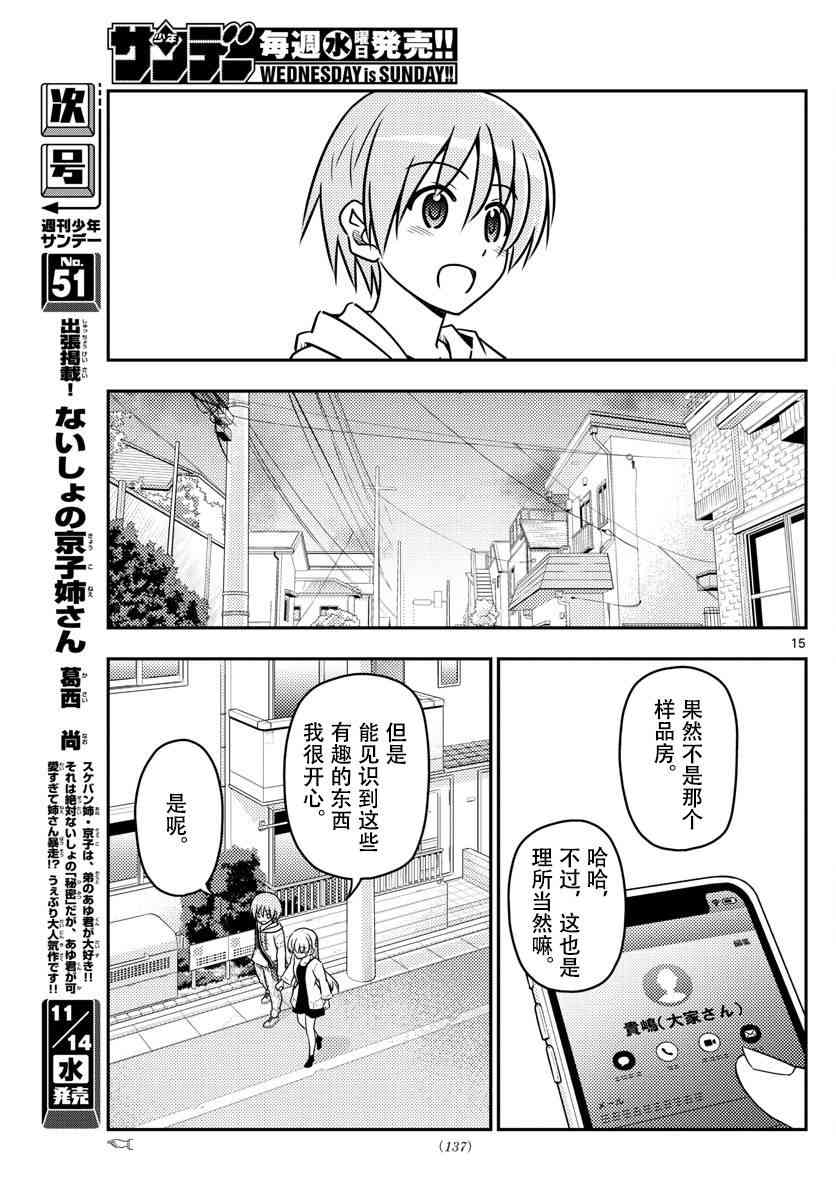 少年サンデー
毎週水曜日発売!!
WEDNESDAY is SUNDAY!!
次号
週刊少年
サンデー
No.
51
出張掲載!
ないしょの京子姉さん
葛西 尚
スケバン姉・京子は、弟のあゆ君が大好き!!
それは絶対ないしょの「秘密」だが、あゆ君が可
愛すぎて姉さん暴走!? うぇぶり大人気作です!!
11/14
水
発売
15
果然不是那个
样品房。
哈哈，
不过，这也是
理所当然嘛。
編集
貴嶋(大家さん)
メール
但是
能见识到这些
有趣的东西
我很开心。
是呢。
(137)